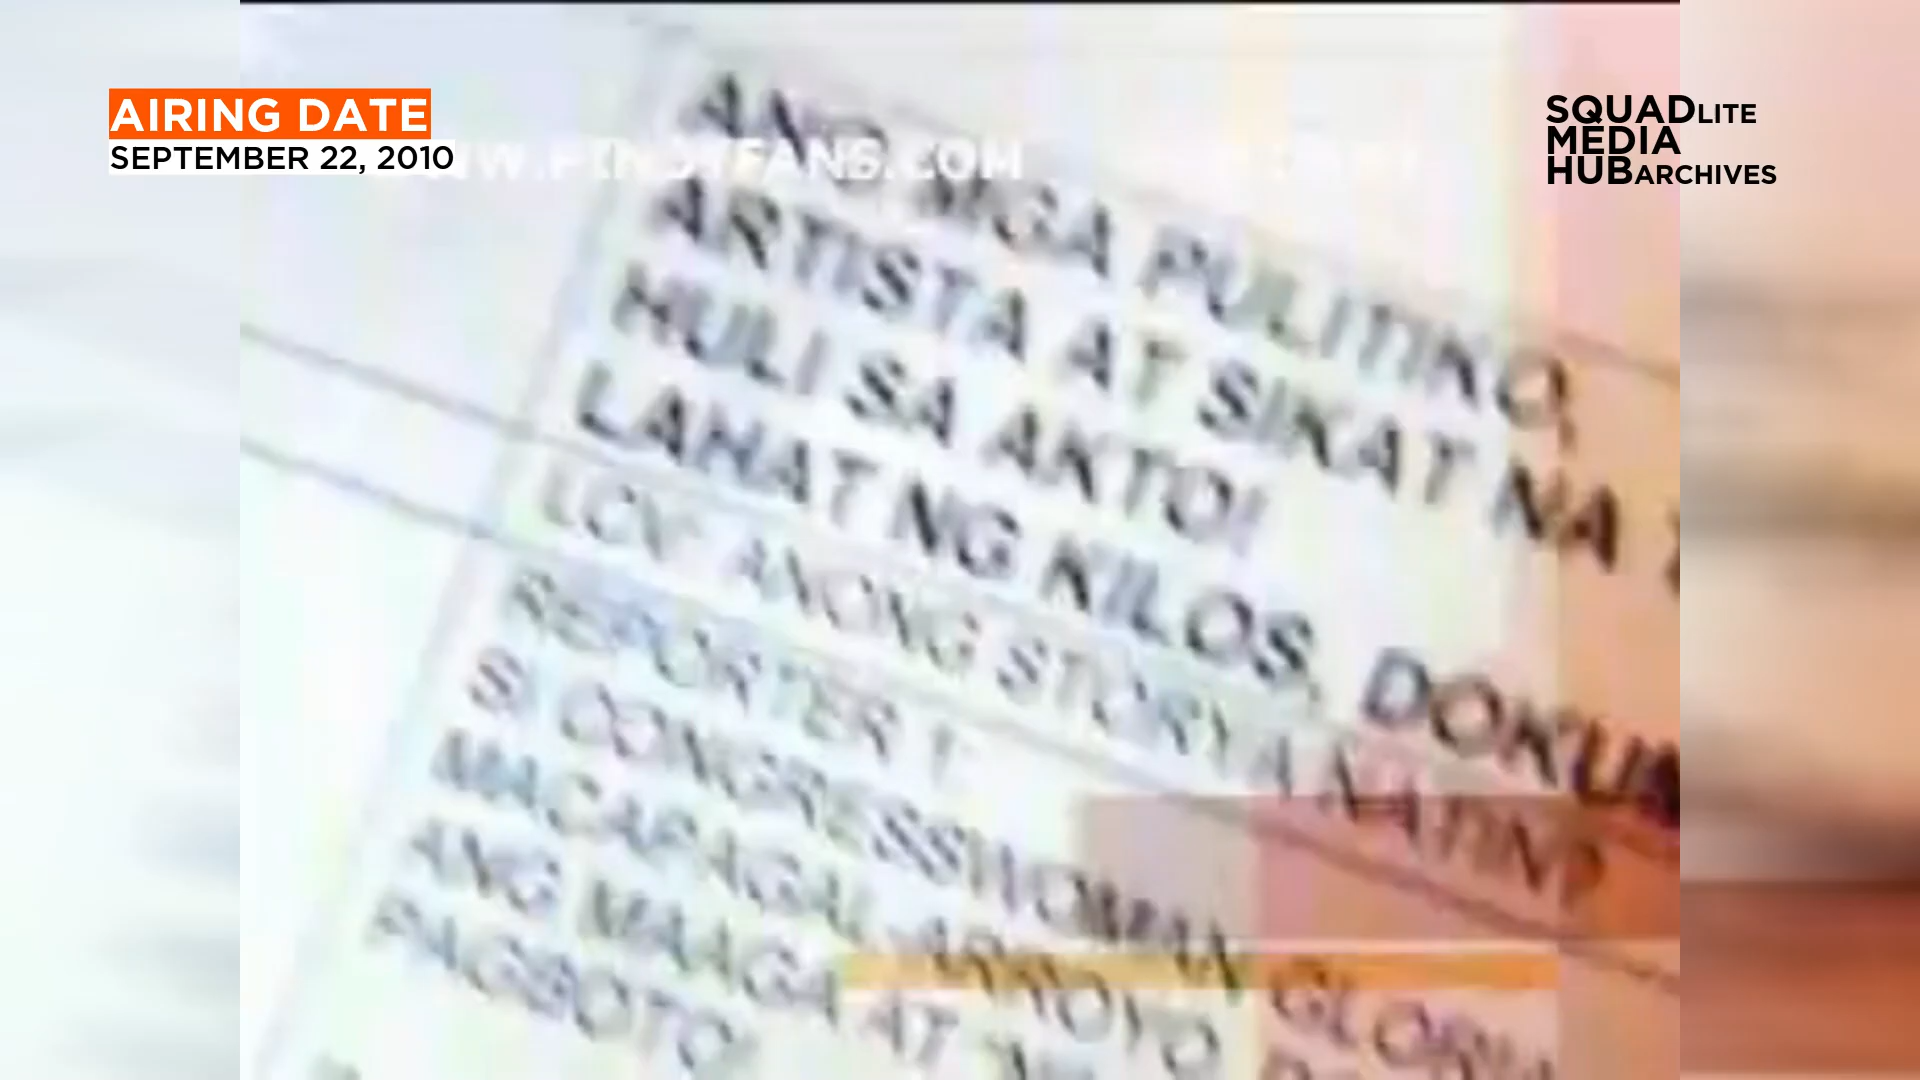 AIRING DATE
SEPTEMBER 22, 2010
SQUADLITE
MEDIA
HUBARCHIVES
ANG MGA PULITIKO,
ARTISTA AT SIKAT NA
HULI SA AKTO!
LAHAT NG KILOS,
ANONG STORYA NATIN?
REPORTER 1
SI CONGRESSWOMAN GLORIA
MACAPAGAL ARROYO
ANG MAAGA AT
PAGBOTO